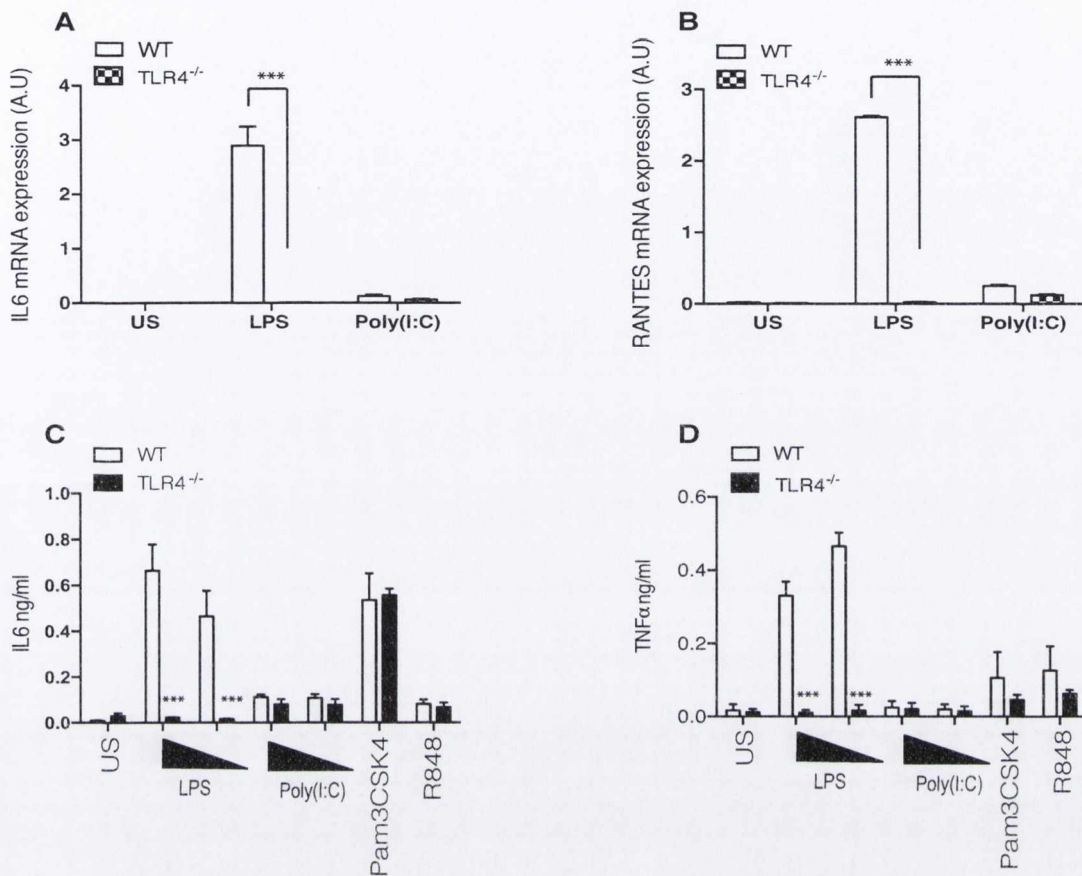 A
WT
TLR4-/-
IL6 mRNA expression (A.U)
4
3
2
1
0
***
US LPS Poly(I:C)
B
WT
TLR4-/-
RANTES mRNA expression (A.U)
3
2
1
0
***
US LPS Poly(I:C)
C
WT
TLR4-/-
IL6 ng/ml
1.0
0.8
0.6
0.4
0.2
0.0
*** ***
US LPS Poly(I:C) Pam3CSK4 R848
D
WT
TLR4-/-
TNFα ng/ml
0.6
0.4
0.2
0.0
*** ***
US LPS Poly(I:C) Pam3CSK4 R848